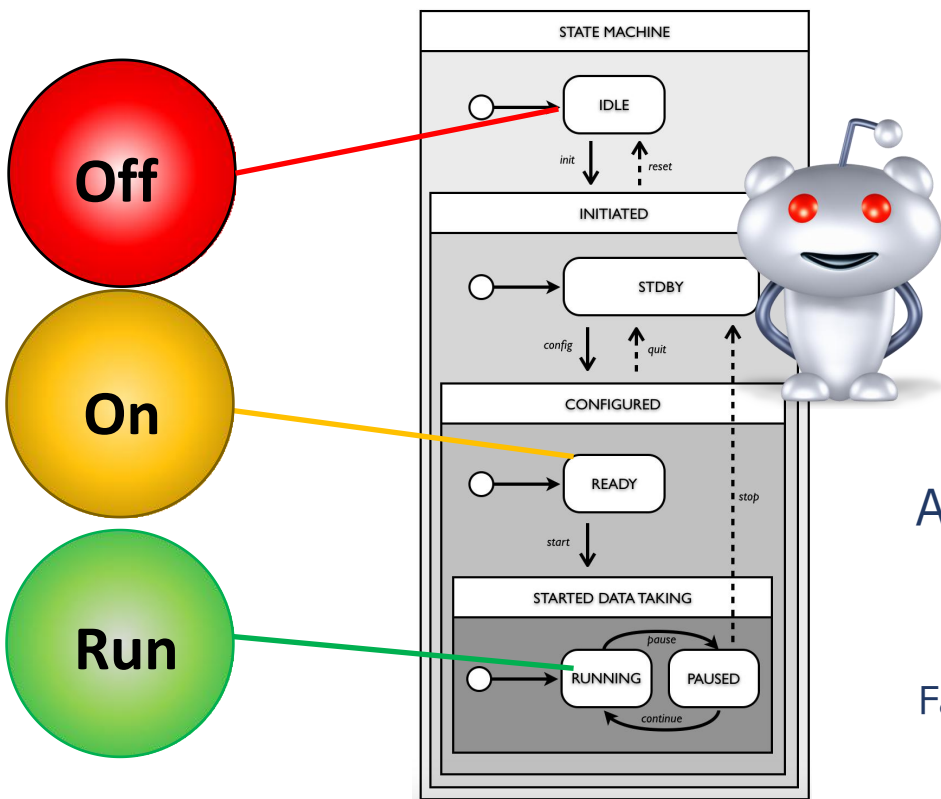 STATE MACHINE
Off
IDLE
init
reset
INITIATED
STDBY
config
quit
On
CONFIGURED
READY
stop
start
STARTED DATA TAKING
Run
pause
RUNNING
PAUSED
continue